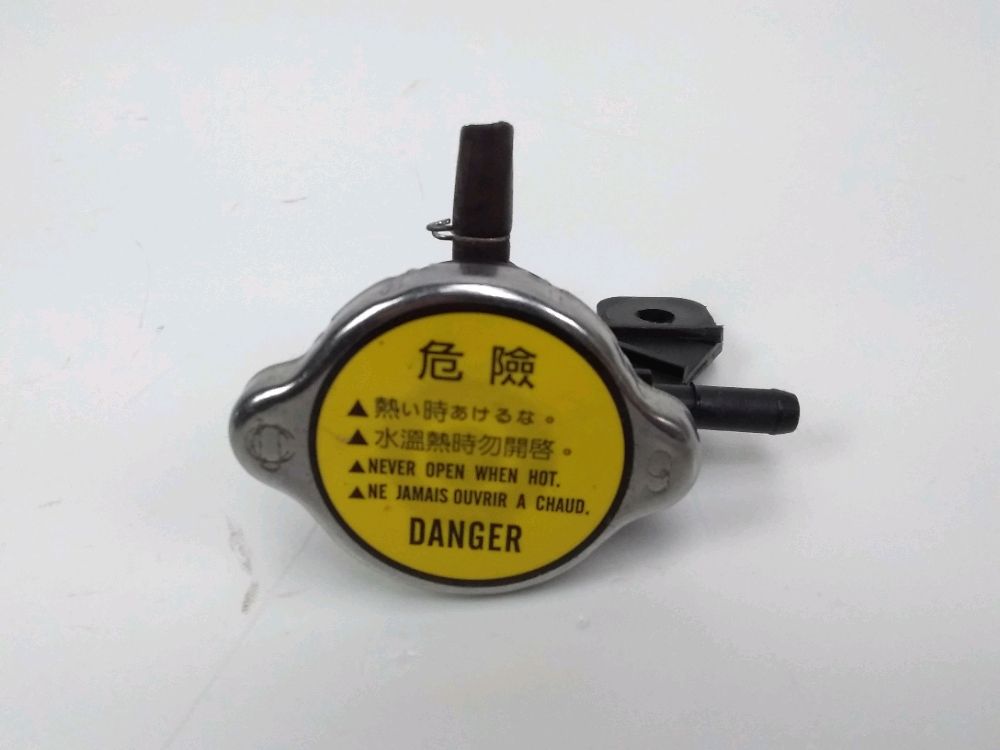 危險
▲熱い時あけるな。
▲水溫熱時勿開啓。
▲NEVER OPEN WHEN HOT.
▲NE JAMAIS OUVRIR A CHAUD.
DANGER